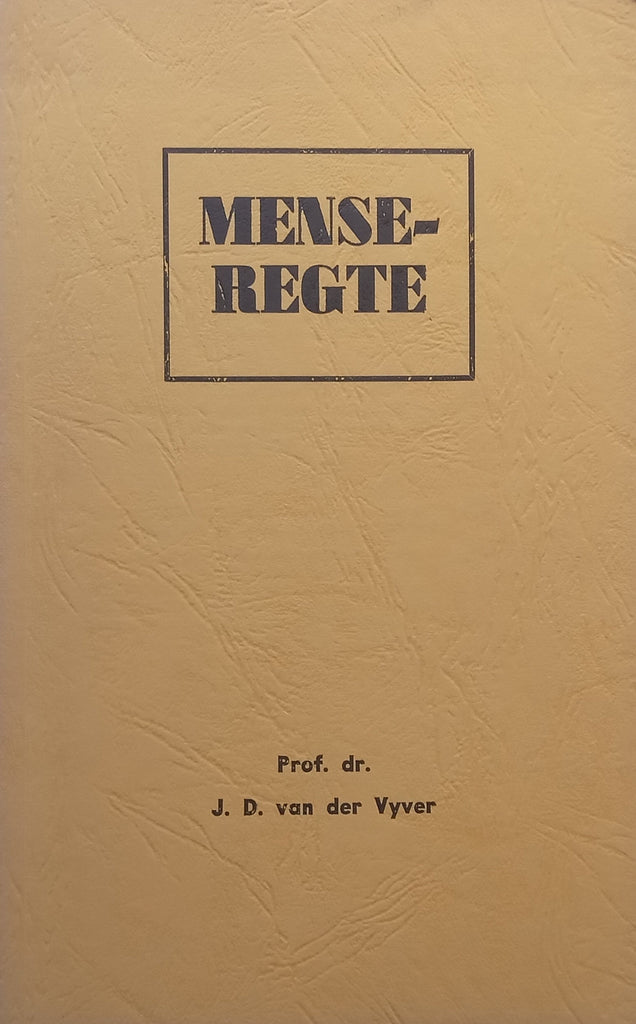 MENSE-
REGTE
Prof. dr.
J. D. van der Vyver